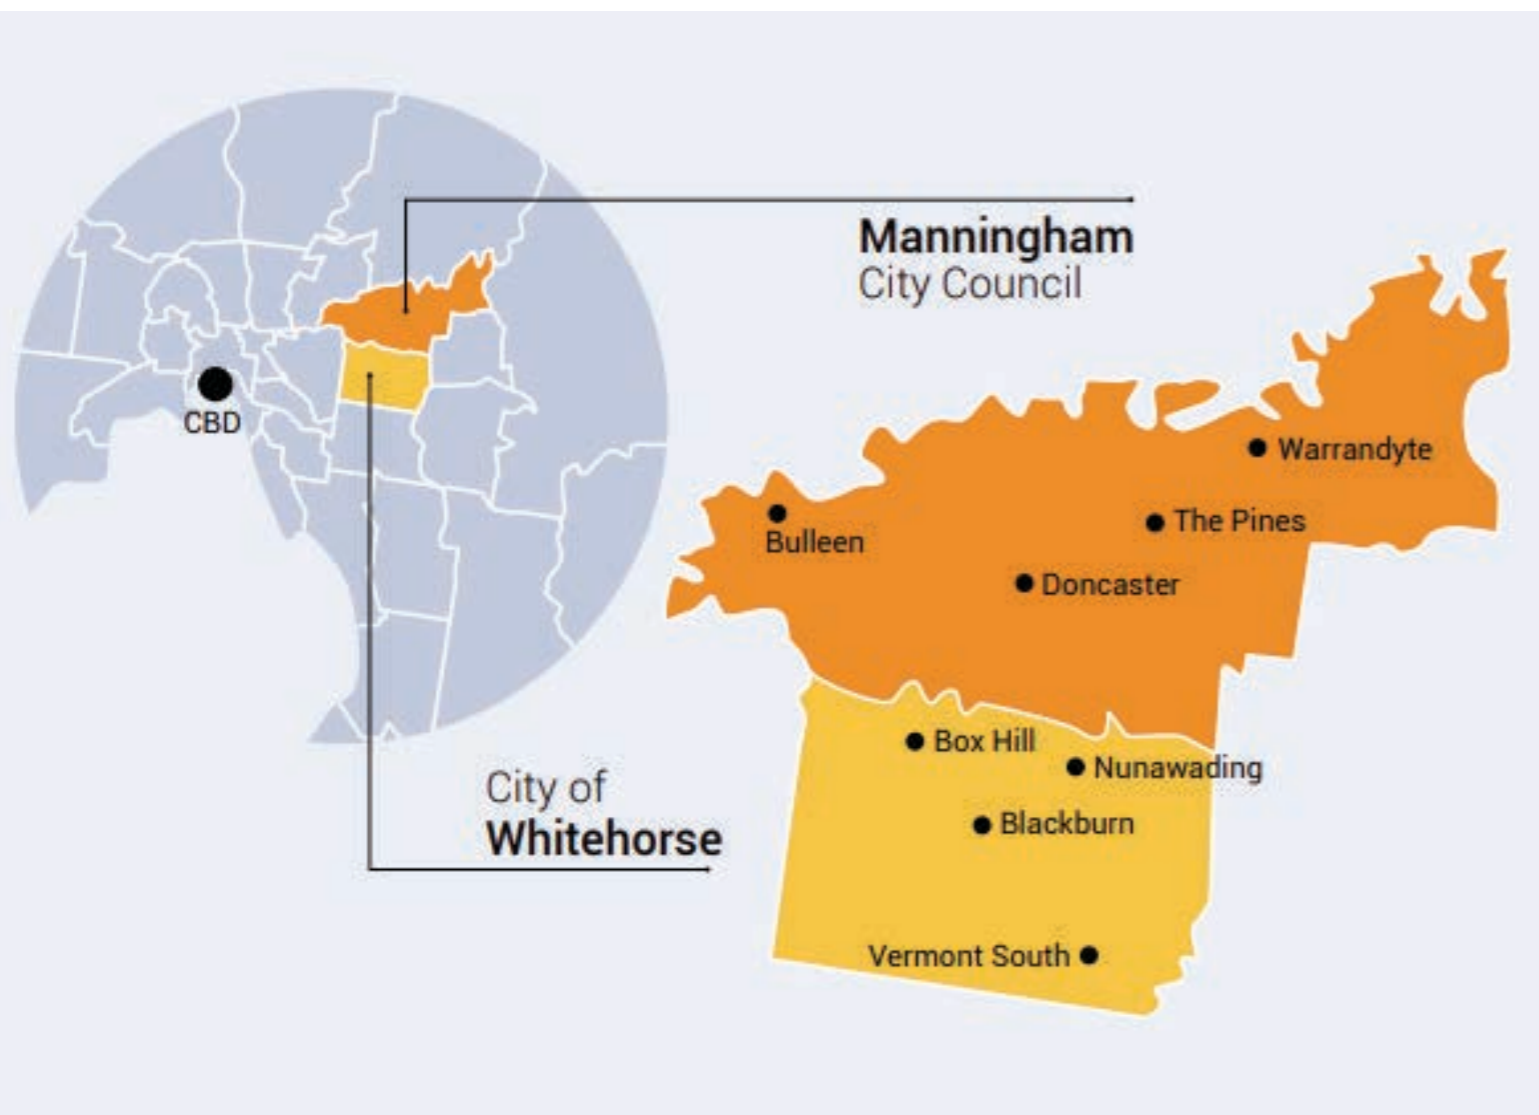 Manningham
City Council
CBD
Warrandyte
The Pines
Bulleen
Doncaster
Box Hill
Nunawading
Blackburn
Vermont South
City of
Whitehorse